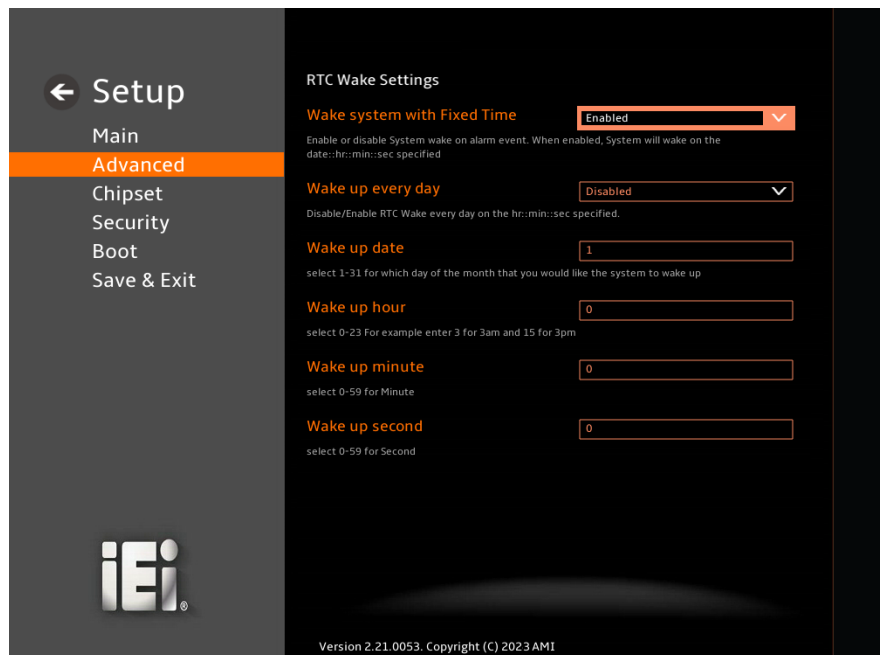 Setup
Main
Advanced
Chipset
Security
Boot
Save & Exit
iEi®
RTC Wake Settings
Wake system with Fixed Time
Enabled
Enable or disable System wake on alarm event. When enabled, System will wake on the
date::hr::min::sec specified
Wake up every day
Disabled
Disable/Enable RTC Wake every day on the hr::min::sec specified.
Wake up date
1
select 1-31 for which day of the month that you would like the system to wake up
Wake up hour
0
select 0-23 For example enter 3 for 3am and 15 for 3pm
Wake up minute
0
select 0-59 for Minute
Wake up second
0
select 0-59 for Second
Version 2.21.0053. Copyright (C) 2023 AMI